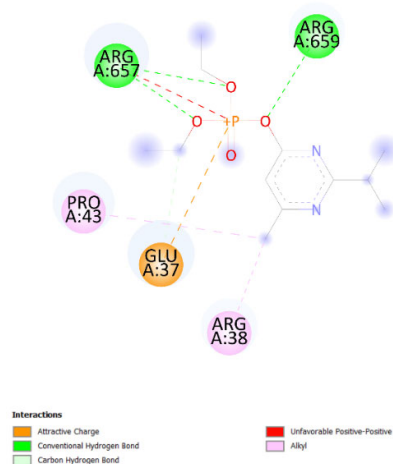 ARG
A:659
ARG
A:657
O
O
+P
O
O
N
N
PRO
A:43
GLU
A:37
ARG
A:38
Interactions
Attractive Charge
Conventional Hydrogen Bond
Carbon Hydrogen Bond
Unfavorable Positive-Positive
Alkyl